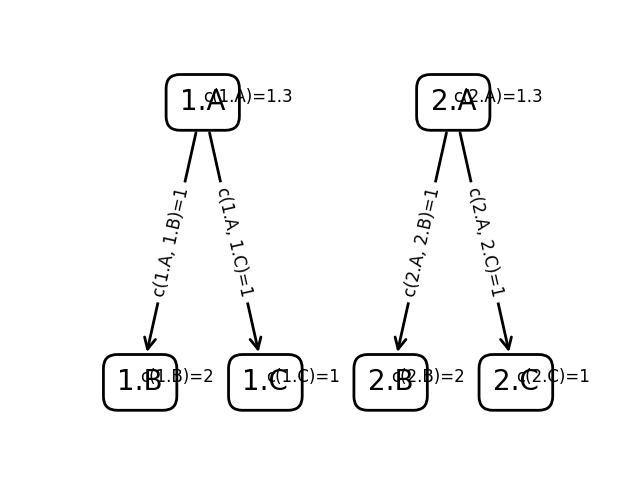 1.A
c(1.A)=1.3
2.A
c(2.A)=1.3
c(1.A, 1.B)=1
c(1.A, 1.C)=1
c(2.A, 2.B)=1
c(2.A, 2.C)=1
1.B
c(1.B)=2
1.C
c(1.C)=1
2.B
c(2.B)=2
2.C
c(2.C)=1